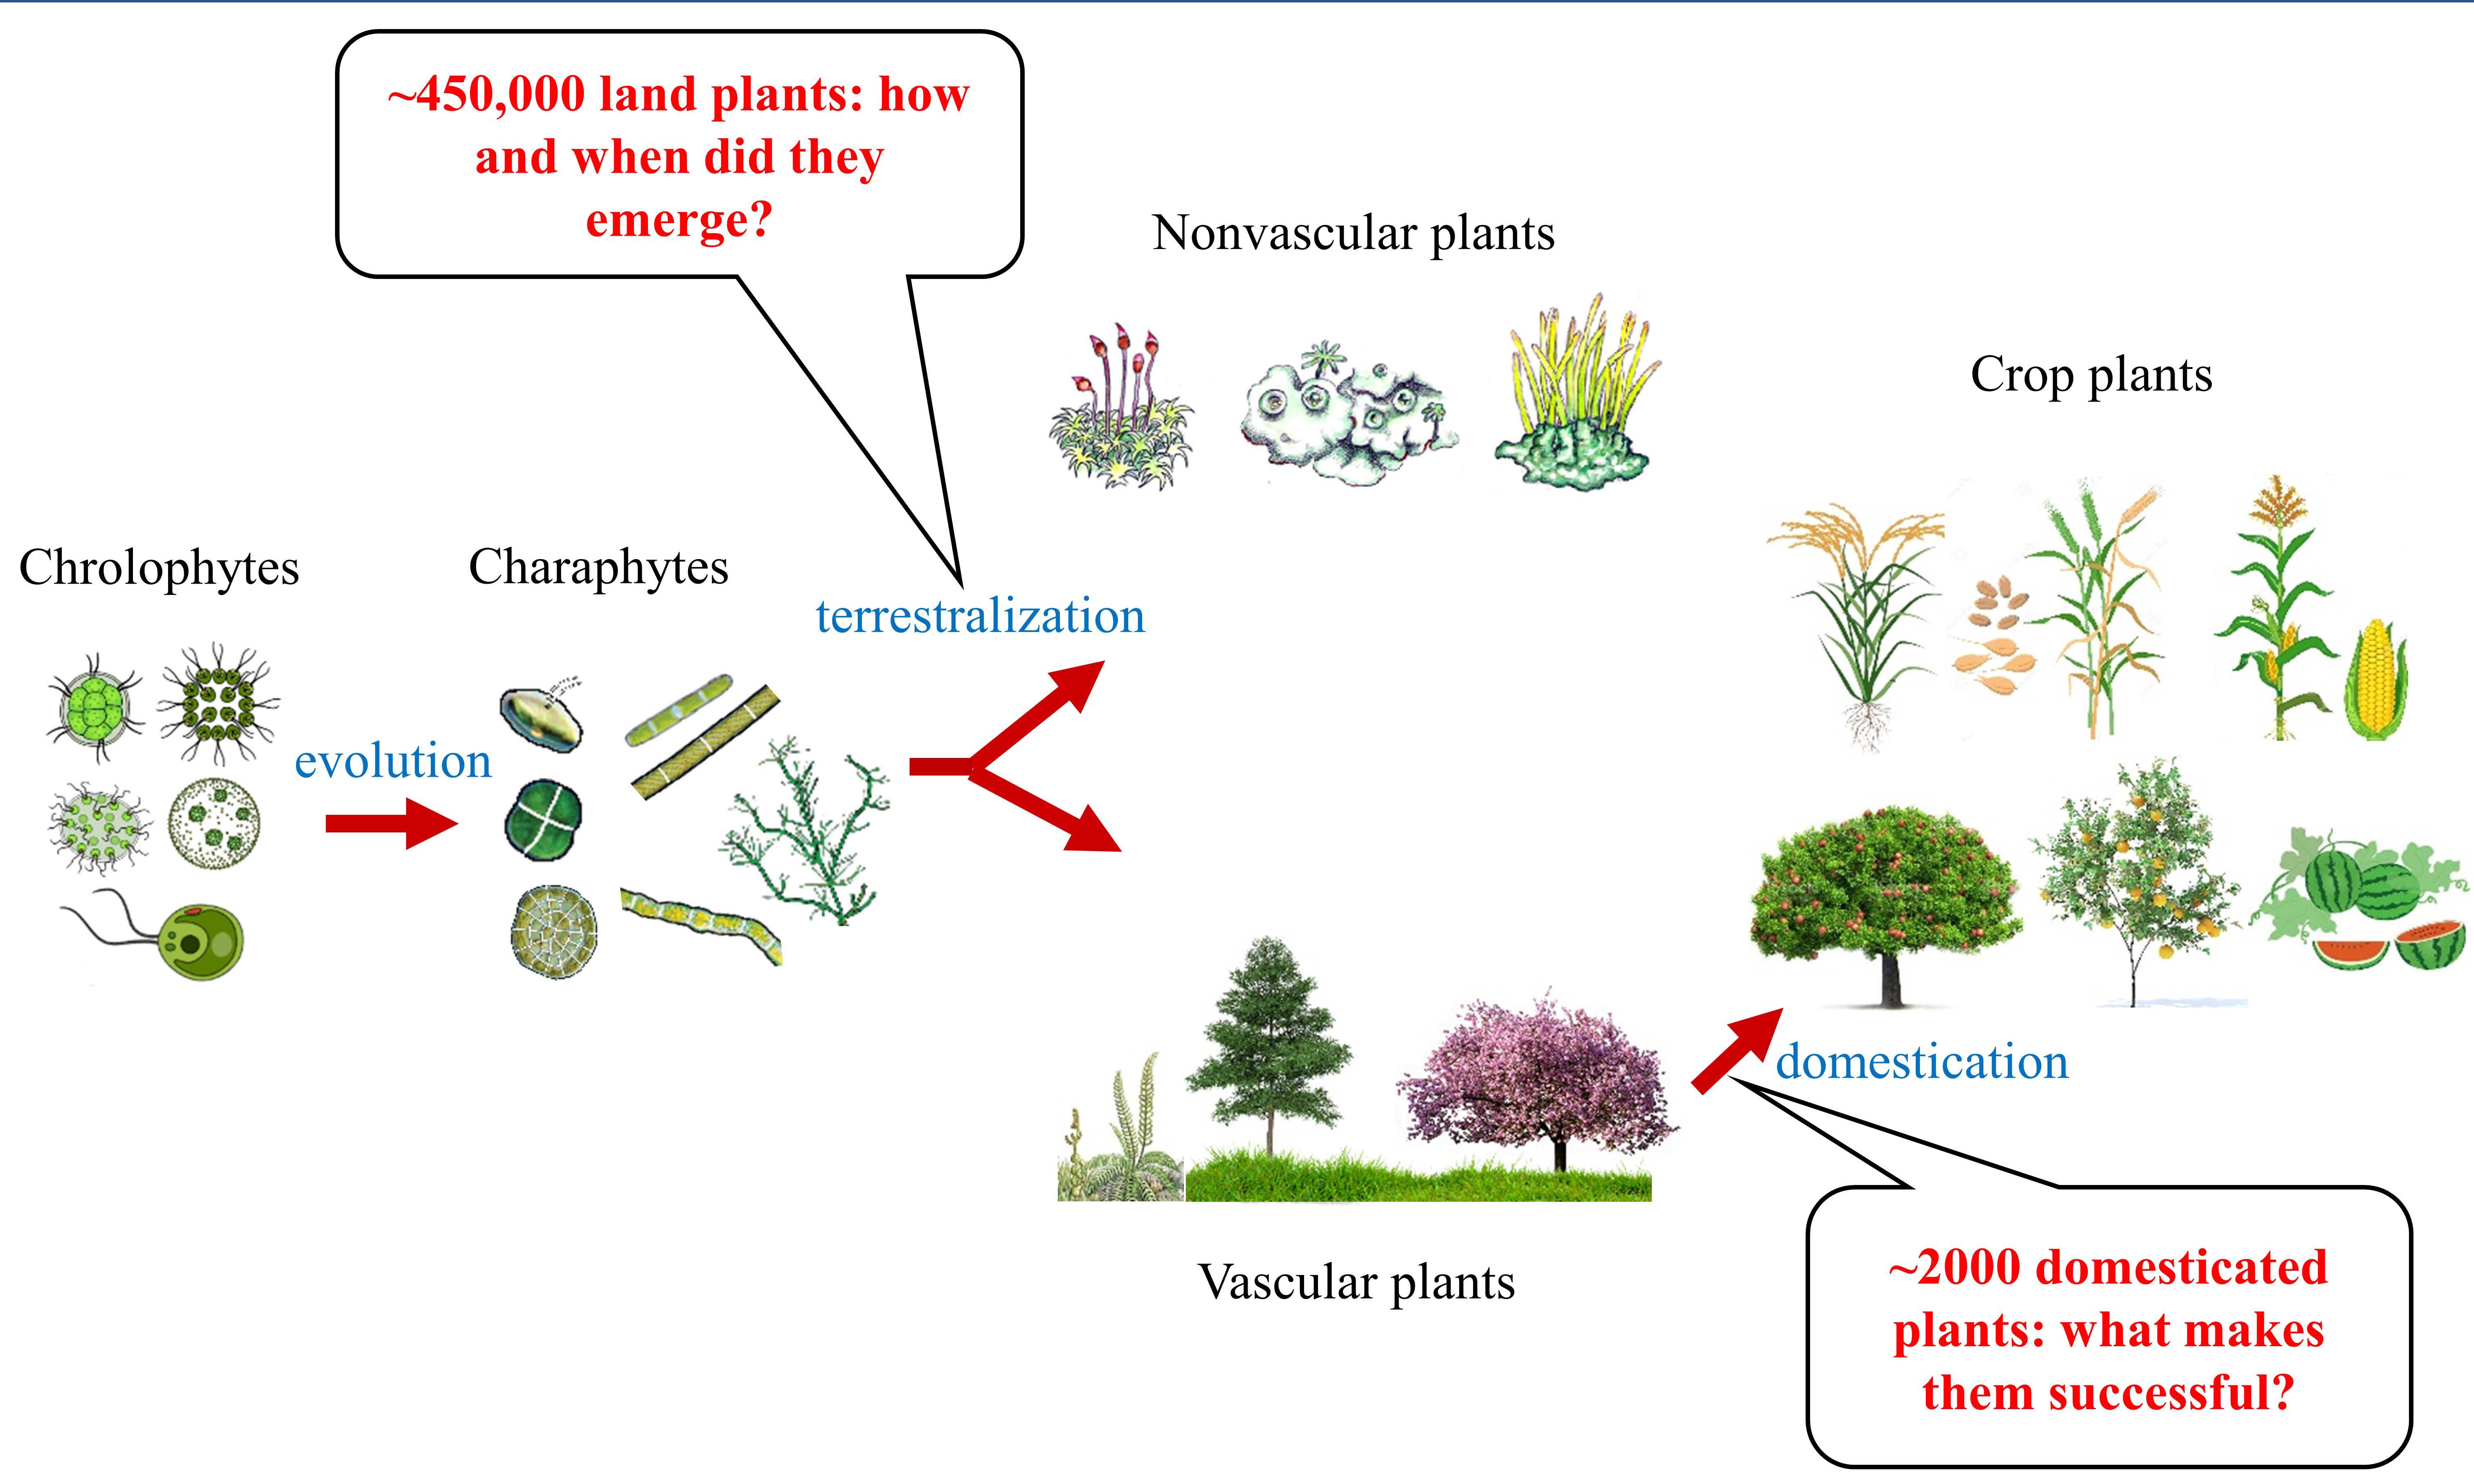 ~450,000 land plants: how
and when did they
emerge?
Nonvascular plants
Crop plants
Chrolophytes
Charaphytes
terrestralization
evolution
domestication
Vascular plants
~2000 domesticated
plants: what makes
them successful?